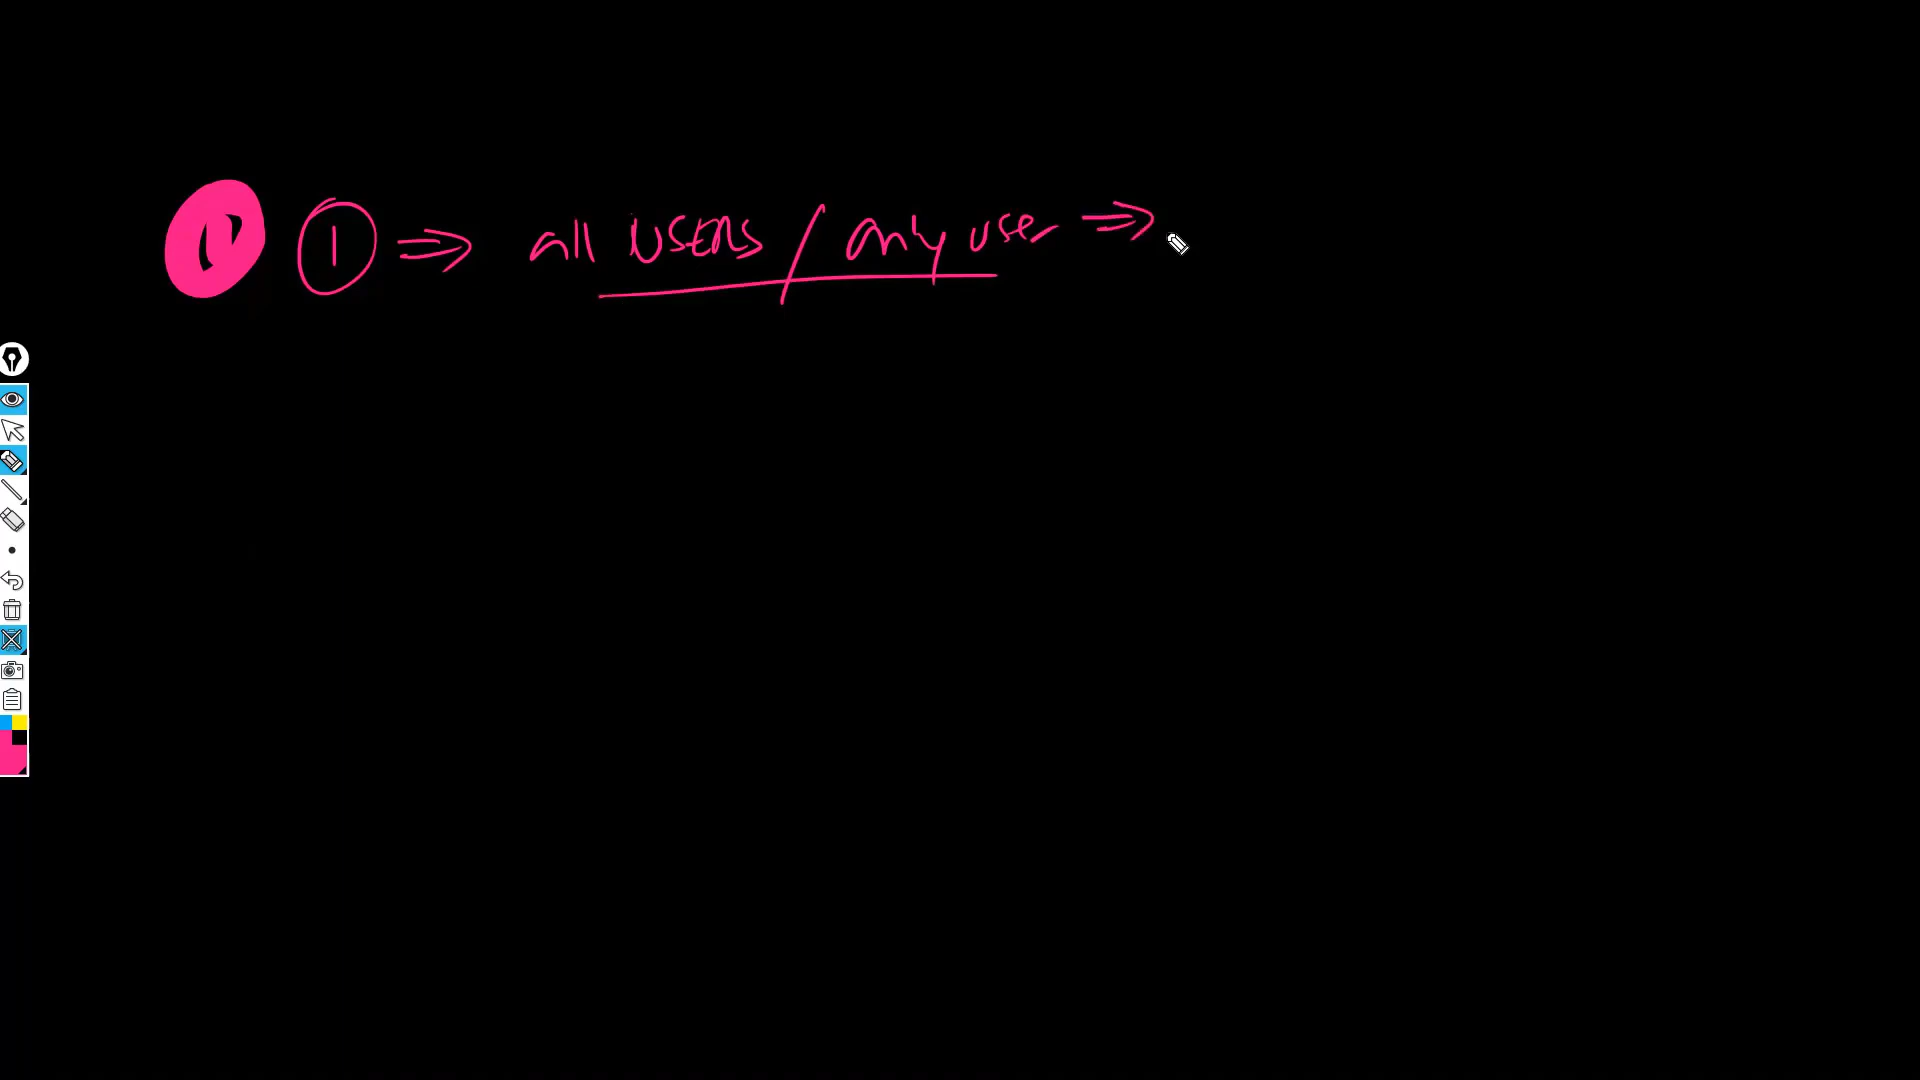 ① ⇒ all USERS / any user ⇒